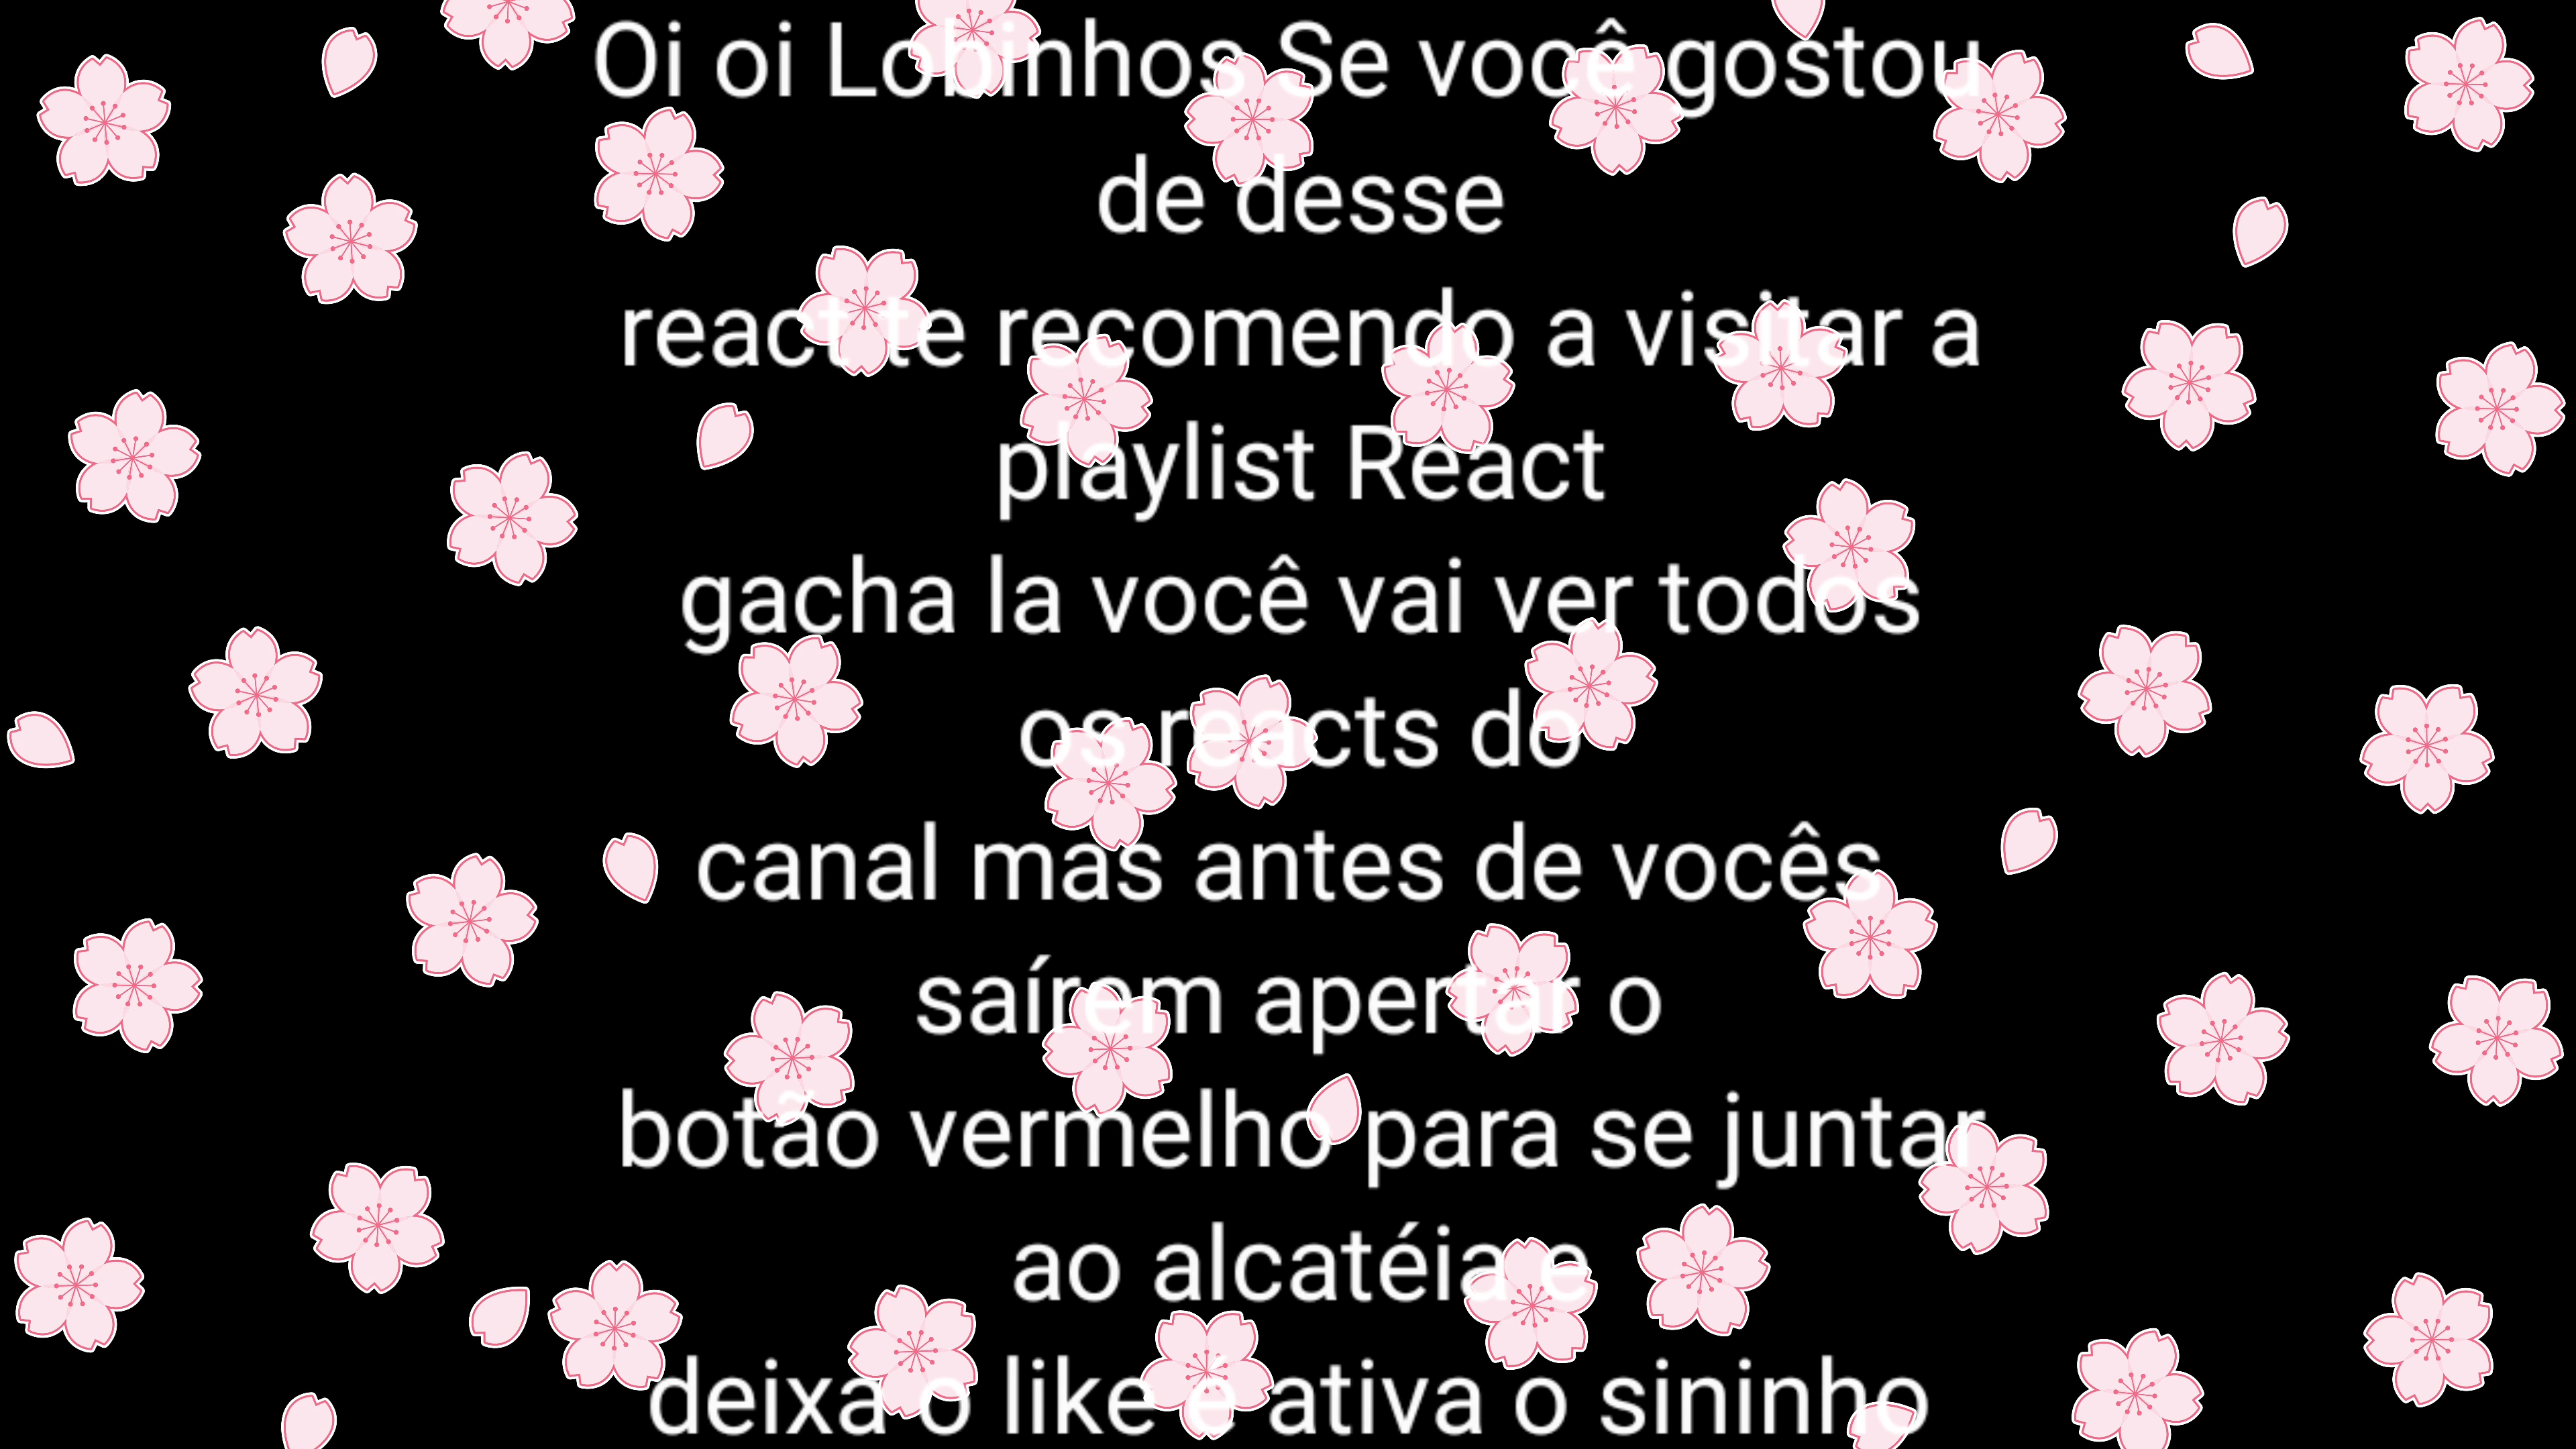 Oi oi Lobinhos Se você gostou
de desse
react te recomendo a visitar a
playlist React
gacha la você vai ver todos
os reacts do
canal mas antes de vocês
saírem apertar o
botão vermelho para se juntar
ao alcatéia e
deixa o like é ativa o sininho